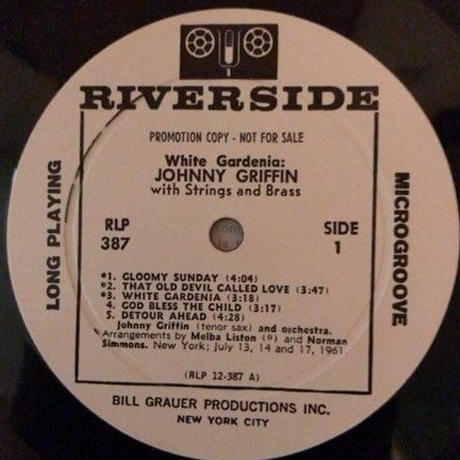 RIVERSIDE
PROMOTION COPY - NOT FOR SALE
White Gardenia:
JOHNNY GRIFFIN
with Strings and Brass
LONG PLAYING
MICROGROOVE
RLP
387
SIDE
1
*1. GLOOMY SUNDAY (4:04)
*2. THAT OLD DEVIL CALLED LOVE (3:47)
*3. WHITE GARDENIA (3:18)
4. GOD BLESS THE CHILD (3:17)
5. DETOUR AHEAD (4:28)
Johnny Griffin (tenor sax) and orchestra.
Arrangements by Melba Liston (*) and Norman
Simmons. New York; July 13, 14 and 17, 1961
(RLP 12-387 A)
BILL GRAUER PRODUCTIONS INC.
NEW YORK CITY